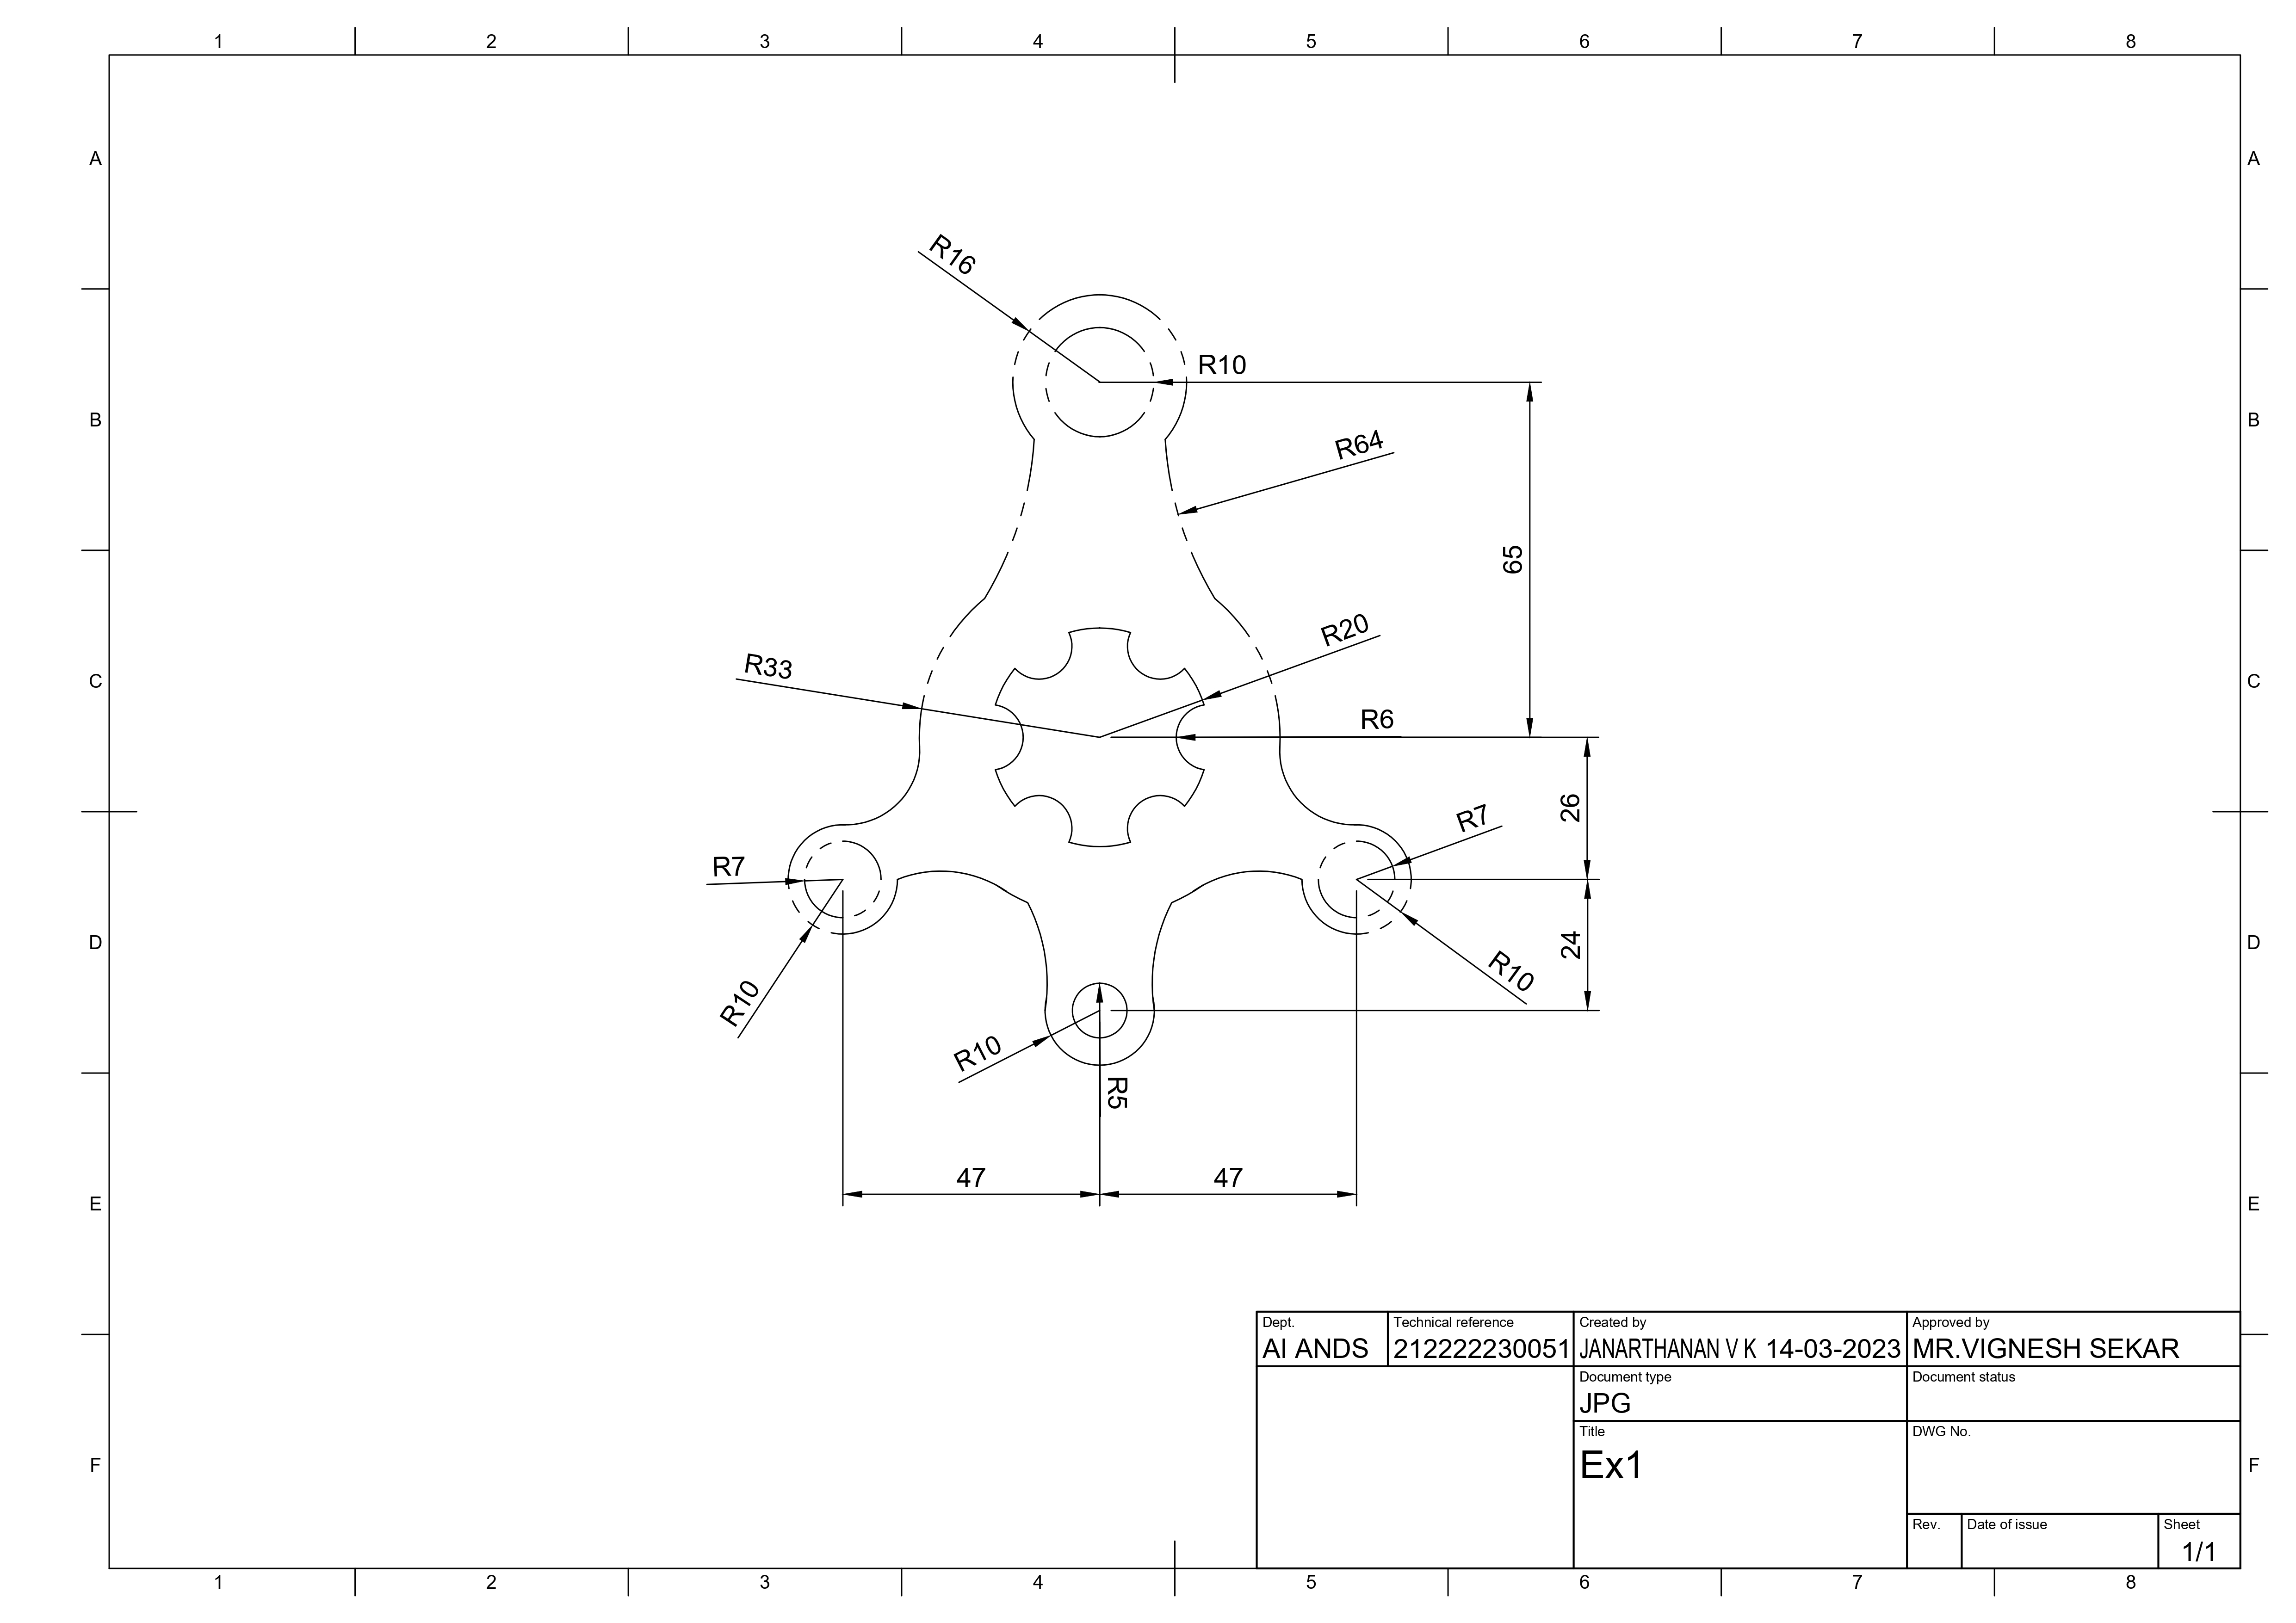 1 2 3 4 5 6 7 8
A A
R16
R10
B B
R64
65
R20
R33
C C
R6
26
R7
R7
D D
24
R10
R10
R10
R5
47 47
E E
Dept. Technical reference Created by Approved by
AI ANDS 212222230051 JANARTHANAN V K 14-03-2023 MR.VIGNESH SEKAR
Document type Document status
JPG
Title DWG No.
Ex1
F F
Rev. Date of issue Sheet
1/1
1 2 3 4 5 6 7 8